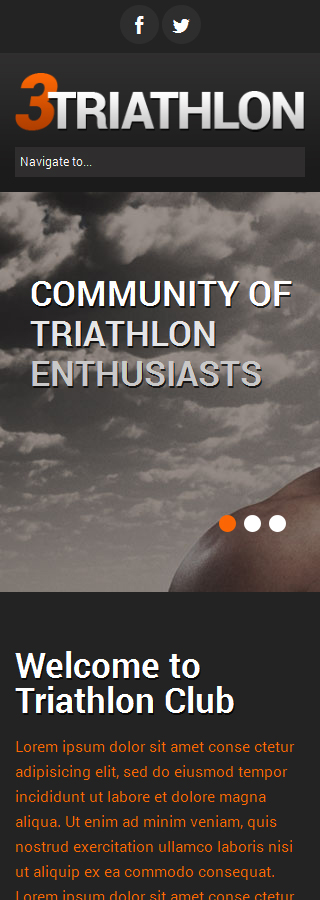 3TRIATHLON
Navigate to...
COMMUNITY OF
TRIATHLON
ENTHUSIASTS
Welcome to
Triathlon Club
Lorem ipsum dolor sit amet conse ctetur
adipisicing elit, sed do eiusmod tempor
incididunt ut labore et dolore magna
aliqua. Ut enim ad minim veniam, quis
nostrud exercitation ullamco laboris nisi
ut aliquip ex ea commodo consequat.
Lorem ipsum dolor sit amet conse ctetur